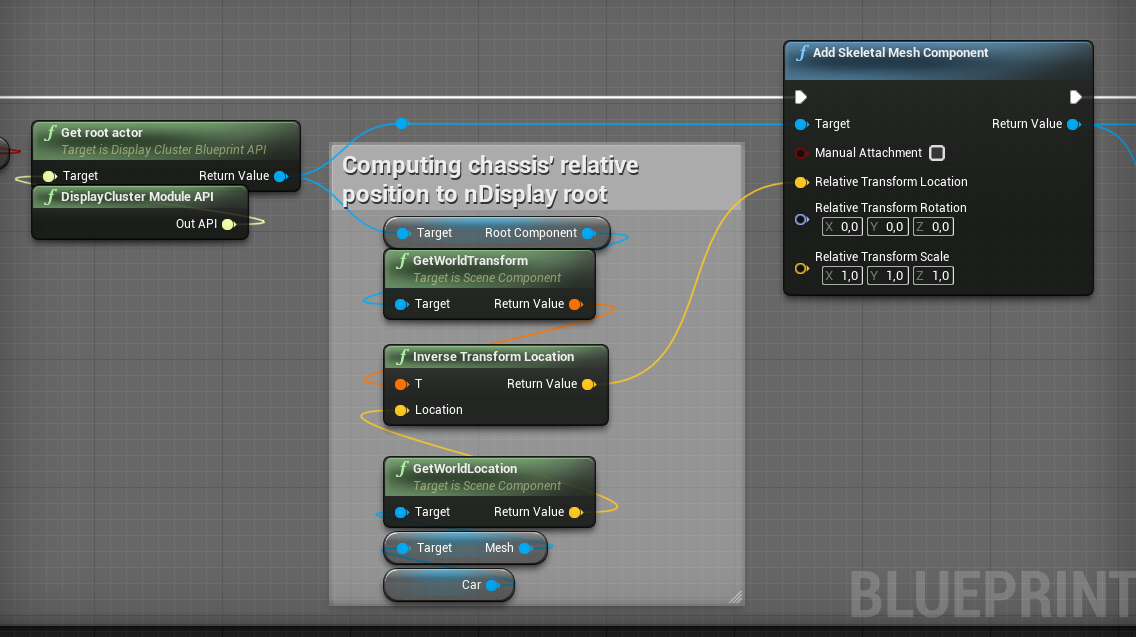 Get root actor
Target is Display Cluster Blueprint API
Target Return Value
DisplayCluster Module API
Out API
Computing chassis' relative
position to nDisplay root
Target Root Component
GetWorldTransform
Target is Scene Component
Target Return Value
Inverse Transform Location
T Return Value
Location
GetWorldLocation
Target is Scene Component
Target Return Value
Target Mesh
Car
Add Skeletal Mesh Component
Target Return Value
Manual Attachment
Relative Transform Location
Relative Transform Rotation
X 0,0 Y 0,0 Z 0,0
Relative Transform Scale
X 1,0 Y 1,0 Z 1,0
BLUEPRINT